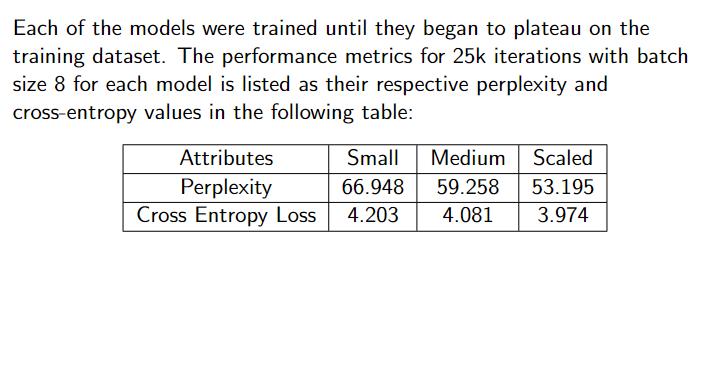 Each of the models were trained until they began to plateau on the
training dataset. The performance metrics for 25k iterations with batch
size 8 for each model is listed as their respective perplexity and
cross-entropy values in the following table:
Attributes Small Medium Scaled
Perplexity 66.948 59.258 53.195
Cross Entropy Loss 4.203 4.081 3.974